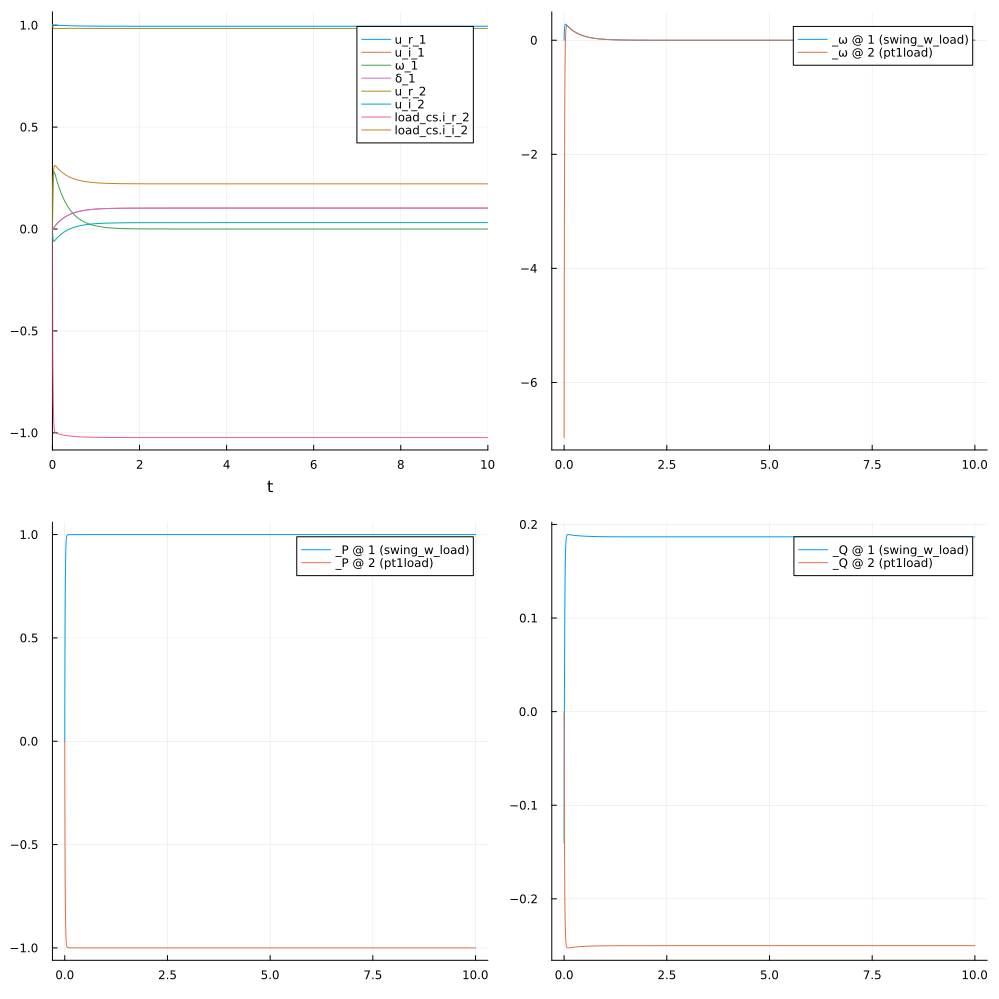 1.0
0.5
0.0
−0.5
−1.0
0
2
4
6
8
10
t
u_r_1
u_i_1
ω_1
δ_1
u_r_2
u_i_2
load_cs.i_r_2
load_cs.i_i_2
0
−2
−4
−6
0.0
2.5
5.0
7.5
10.0
_ω @ 1 (swing_w_load)
_ω @ 2 (pt1load)
1.0
0.5
0.0
−0.5
−1.0
0.0
2.5
5.0
7.5
10.0
_P @ 1 (swing_w_load)
_P @ 2 (pt1load)
0.2
0.1
0.0
−0.1
−0.2
0.0
2.5
5.0
7.5
10.0
_Q @ 1 (swing_w_load)
_Q @ 2 (pt1load)